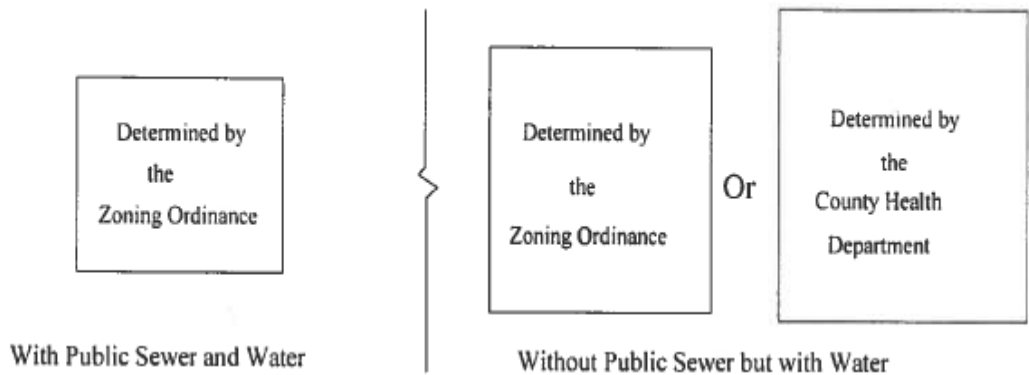 Determined by
the
Zoning Ordinance
With Public Sewer and Water
Determined by
the
Zoning Ordinance
Or
Determined by
the
County Health
Department
Without Public Sewer but with Water